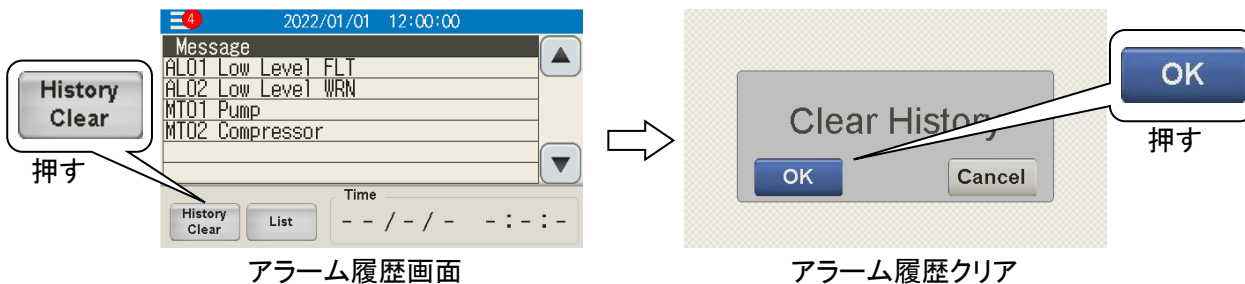 4
2022/01/01 12:00:00
Message
AL01 Low Level FLT
AL02 Low Level WRN
MT01 Pump
MT02 Compressor
▲
▼
History
Clear
押す
History
Clear
List
Time
--/-/- -:-:-
アラーム履歴画面
Clear History
OK
Cancel
OK
押す
アラーム履歴クリア